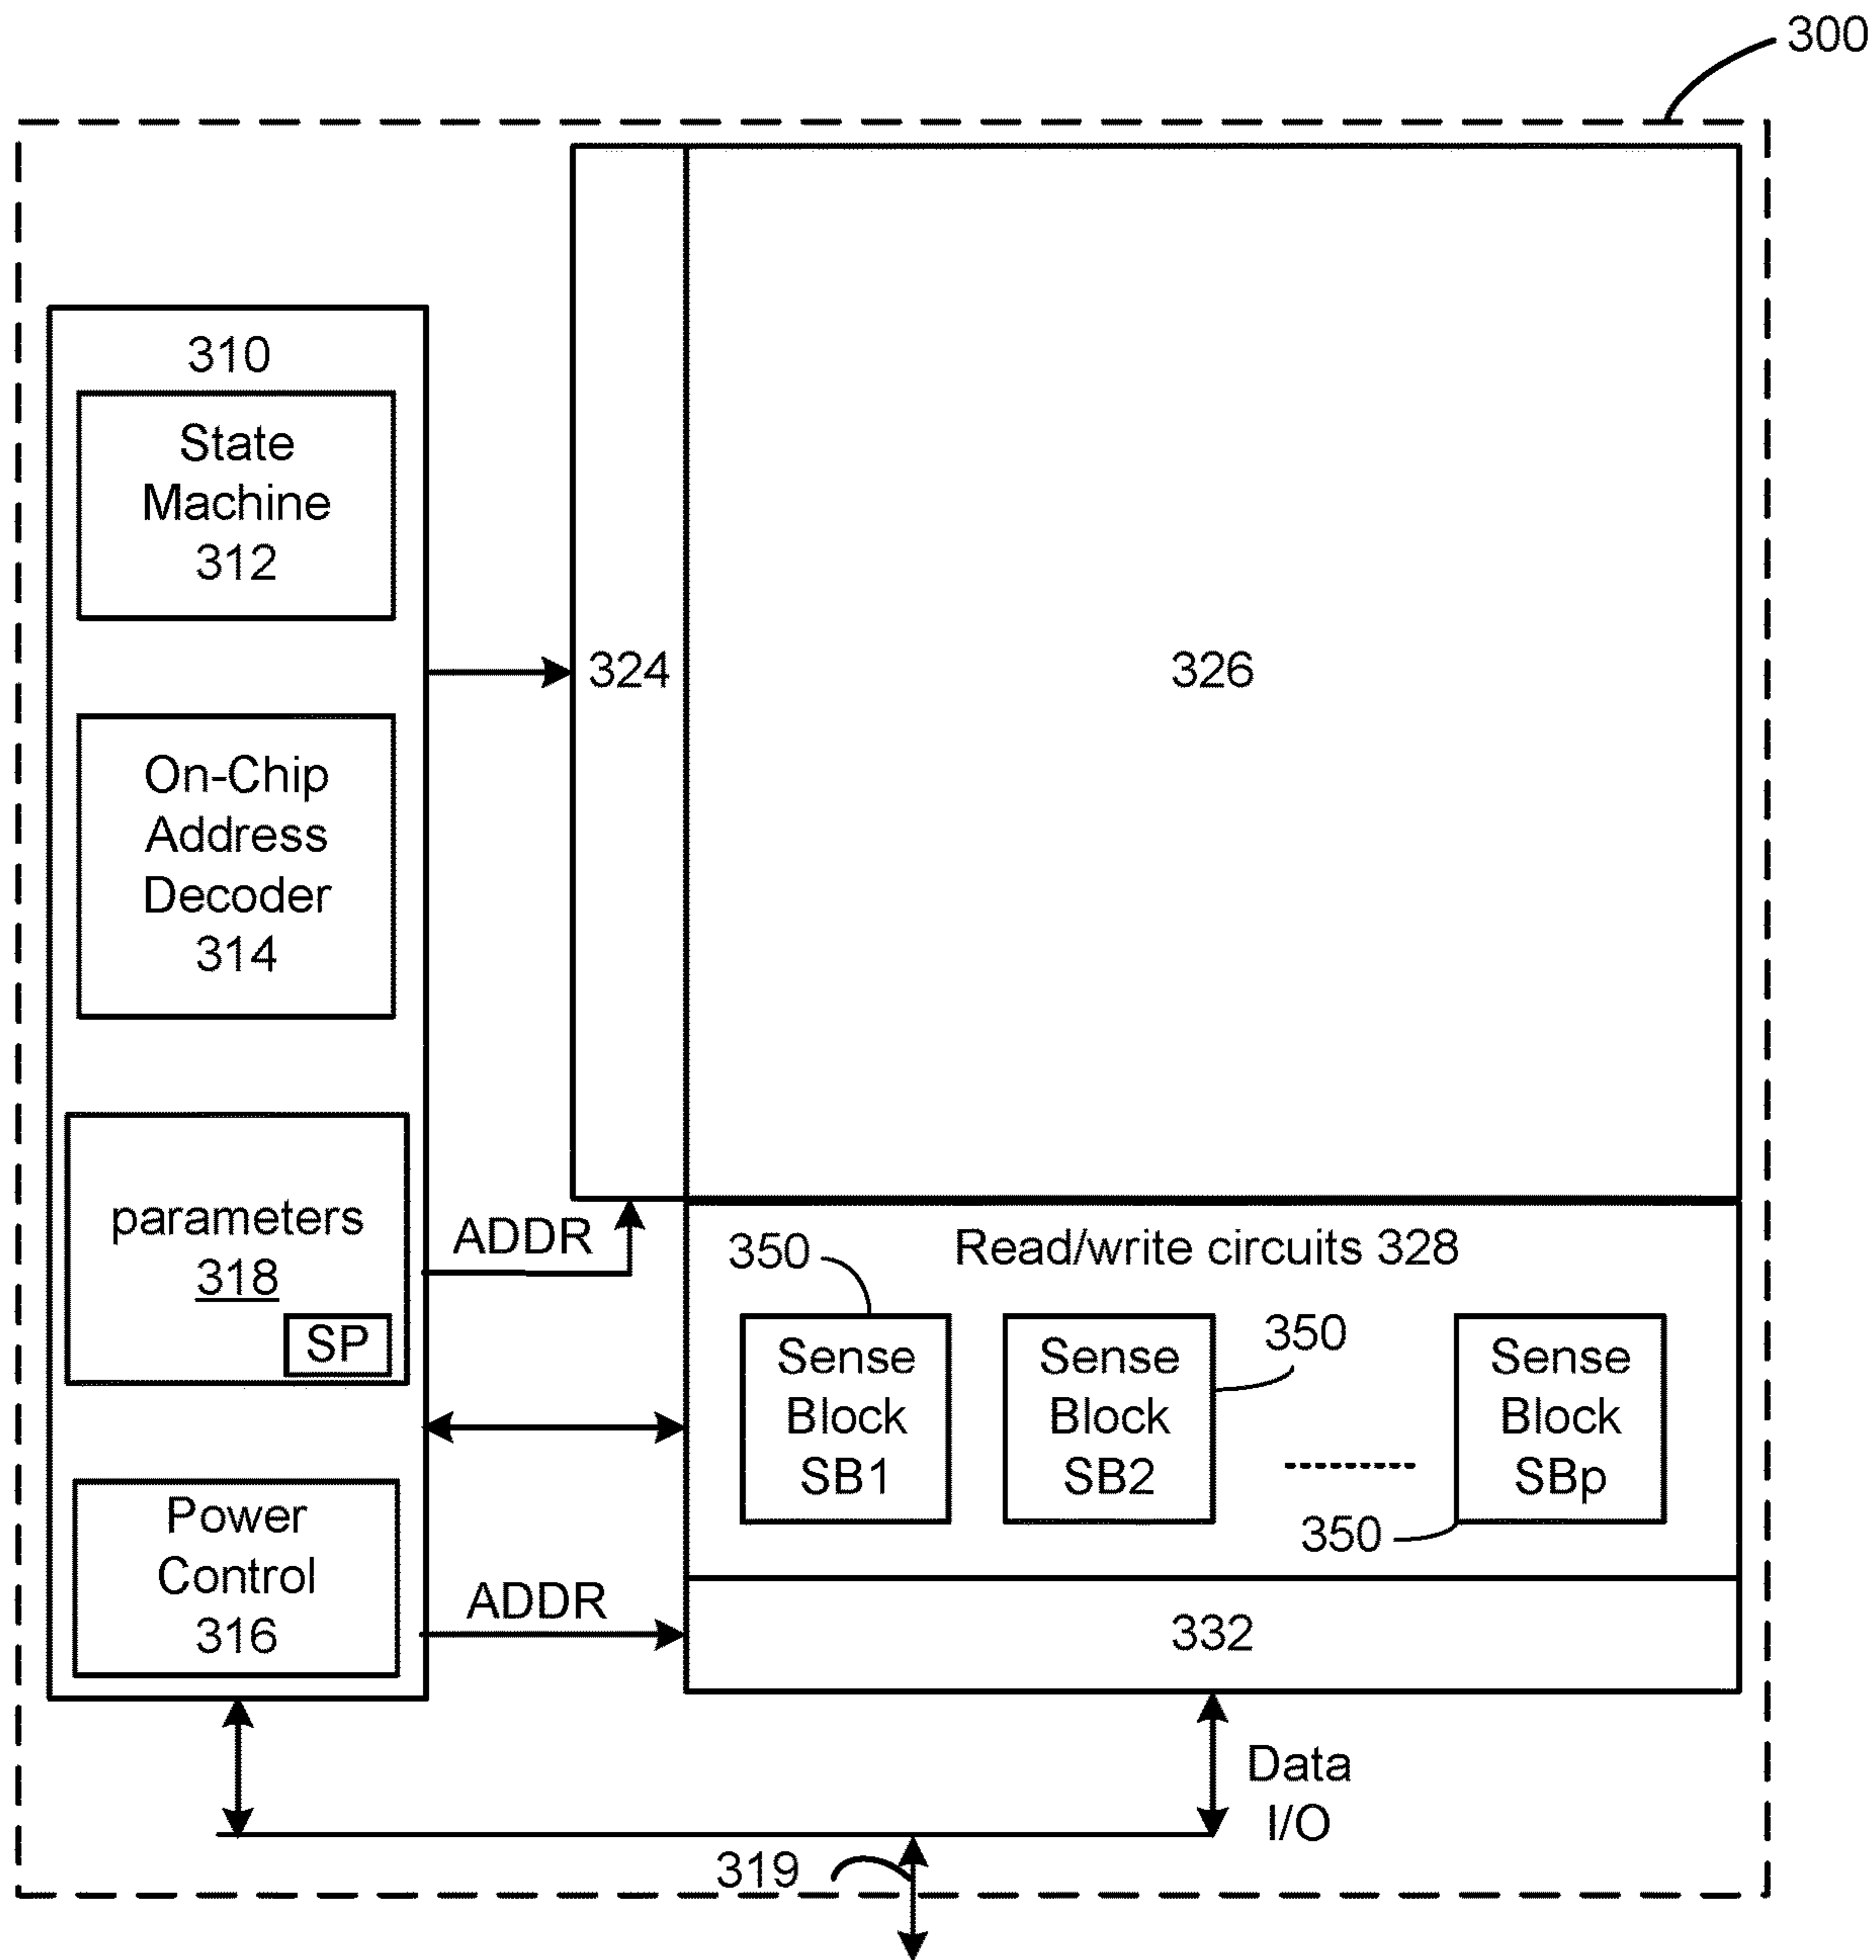 300
310
State
Machine
312
On-Chip
Address
Decoder
314
parameters
318
SP
Power
Control
316
324
326
ADDR
ADDR
Read/write circuits 328
350
Sense
Block
SB1
Sense
Block
SB2
350
Sense
Block
SBp
350
332
Data
I/O
319